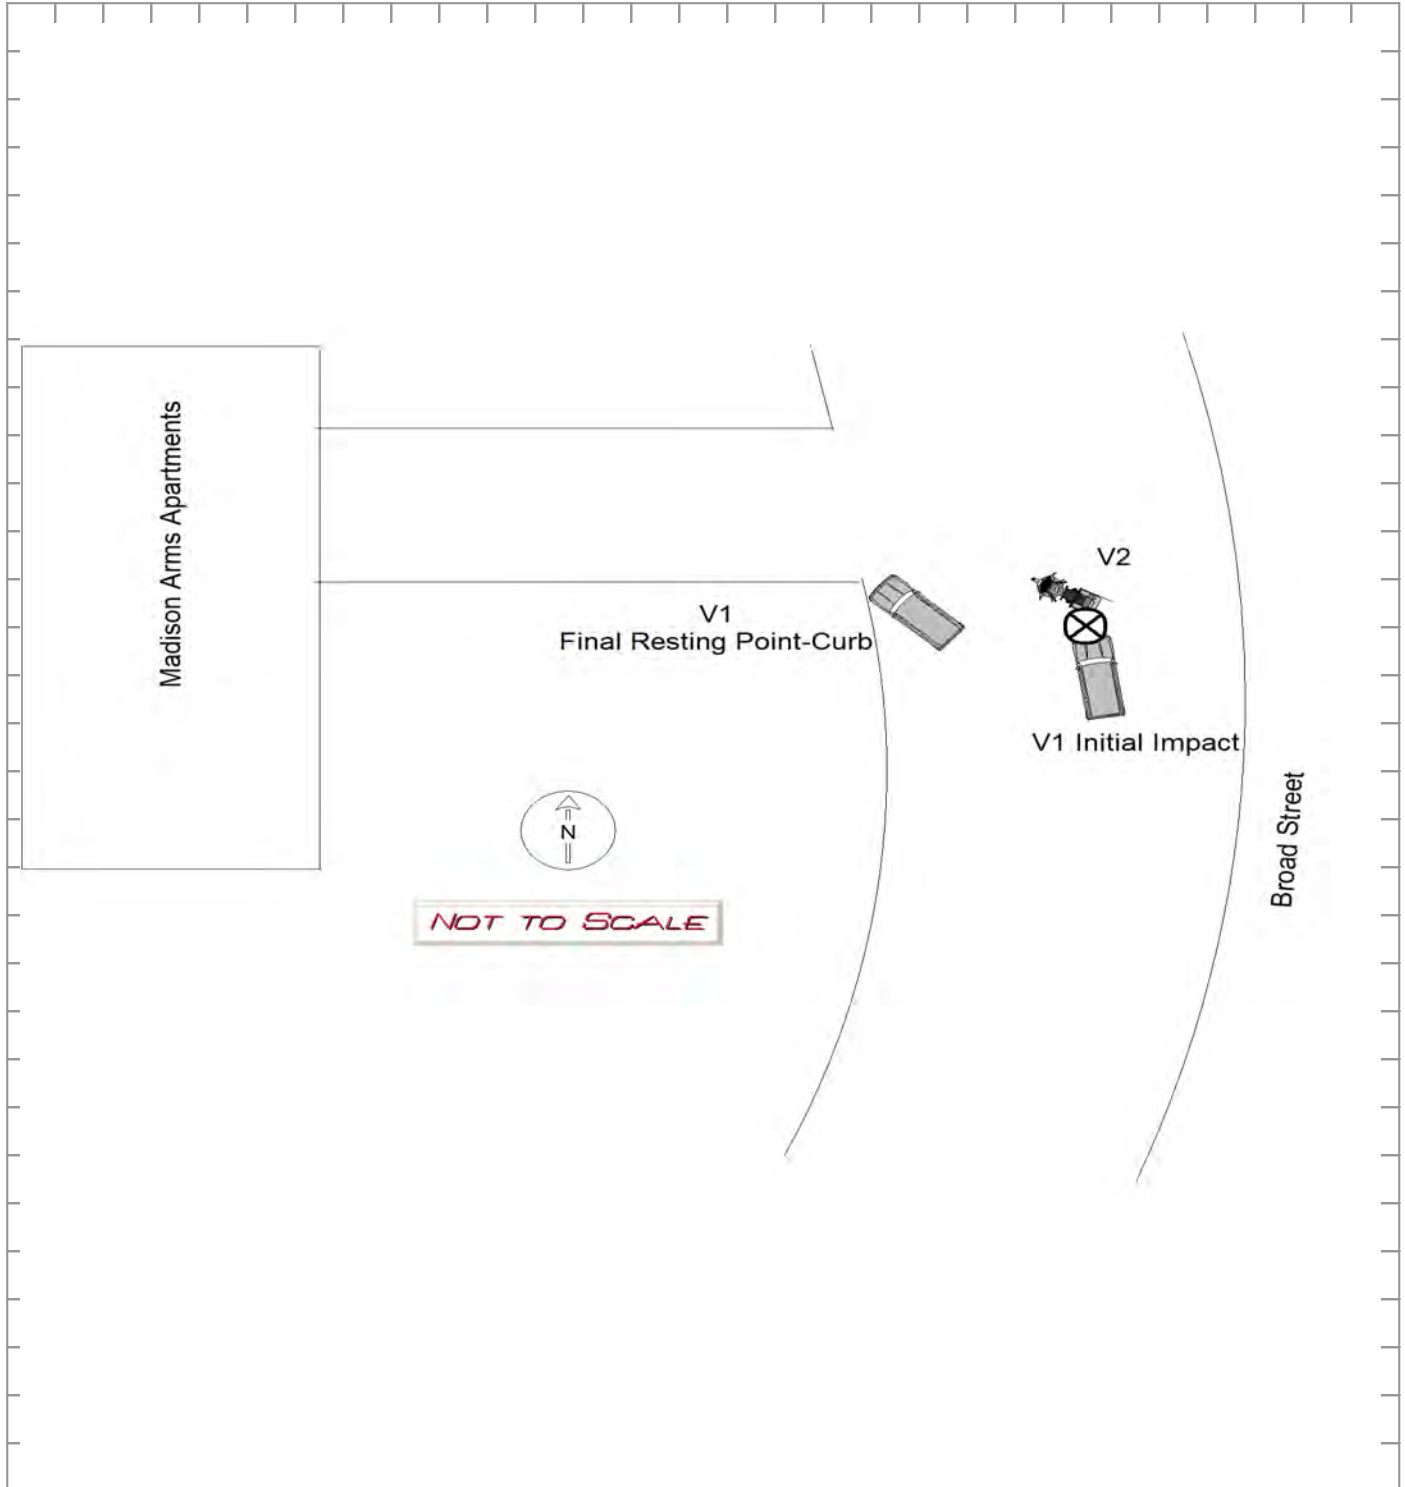 Madison Arms Apartments
V2
V1
Final Resting Point-Curb
V1 Initial Impact
N
Broad Street
NOT TO SCALE